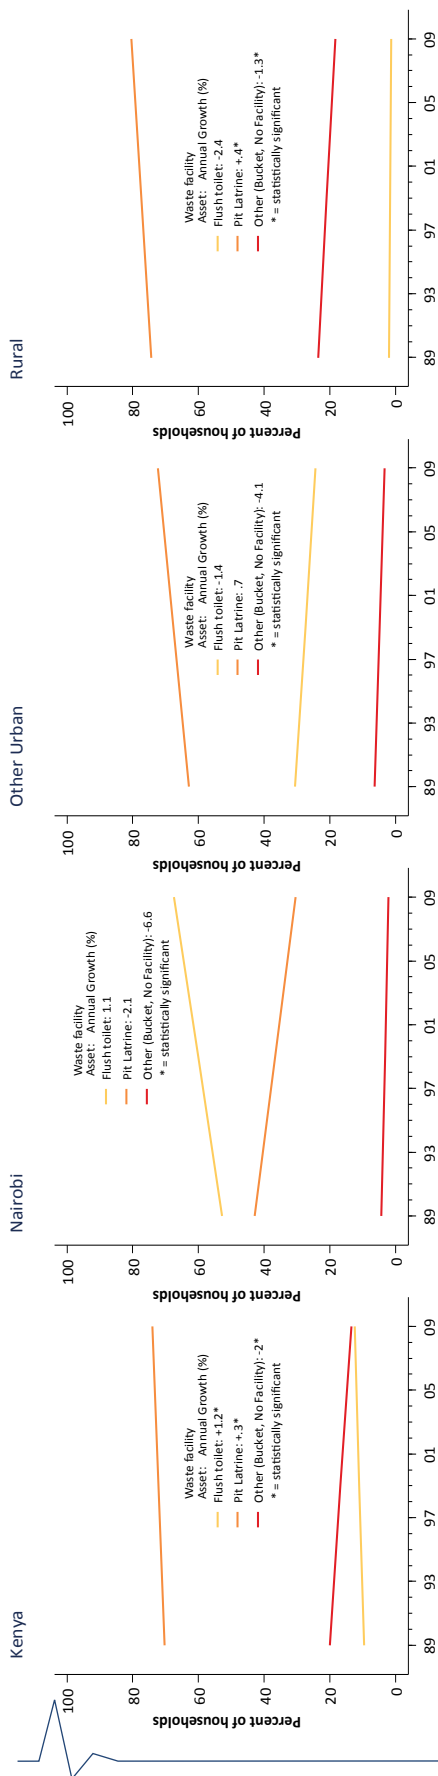 Kenya
Percent of households
100
80
60
40
20
0
Waste facility
Asset: Annual Growth (%)
Flush toilet: +1.2*
Pit Latrine: +.3*
Other (Bucket, No Facility): -2*
* = statistically significant
89 93 97 01 05 09
Nairobi
Percent of households
100
80
60
40
20
0
Waste facility
Asset: Annual Growth (%)
Flush toilet: 1.1
Pit Latrine: -2.1
Other (Bucket, No Facility): -6.6
* = statistically significant
89 93 97 01 05 09
Other Urban
Percent of households
100
80
60
40
20
0
Waste facility
Asset: Annual Growth (%)
Flush toilet: -1.4
Pit Latrine: .7
Other (Bucket, No Facility): -4.1
* = statistically significant
89 93 97 01 05 09
Rural
Percent of households
100
80
60
40
20
0
Waste facility
Asset: Annual Growth (%)
Flush toilet: -2.4
Pit Latrine: +.4*
Other (Bucket, No Facility): -1.3*
* = statistically significant
89 93 97 01 05 09